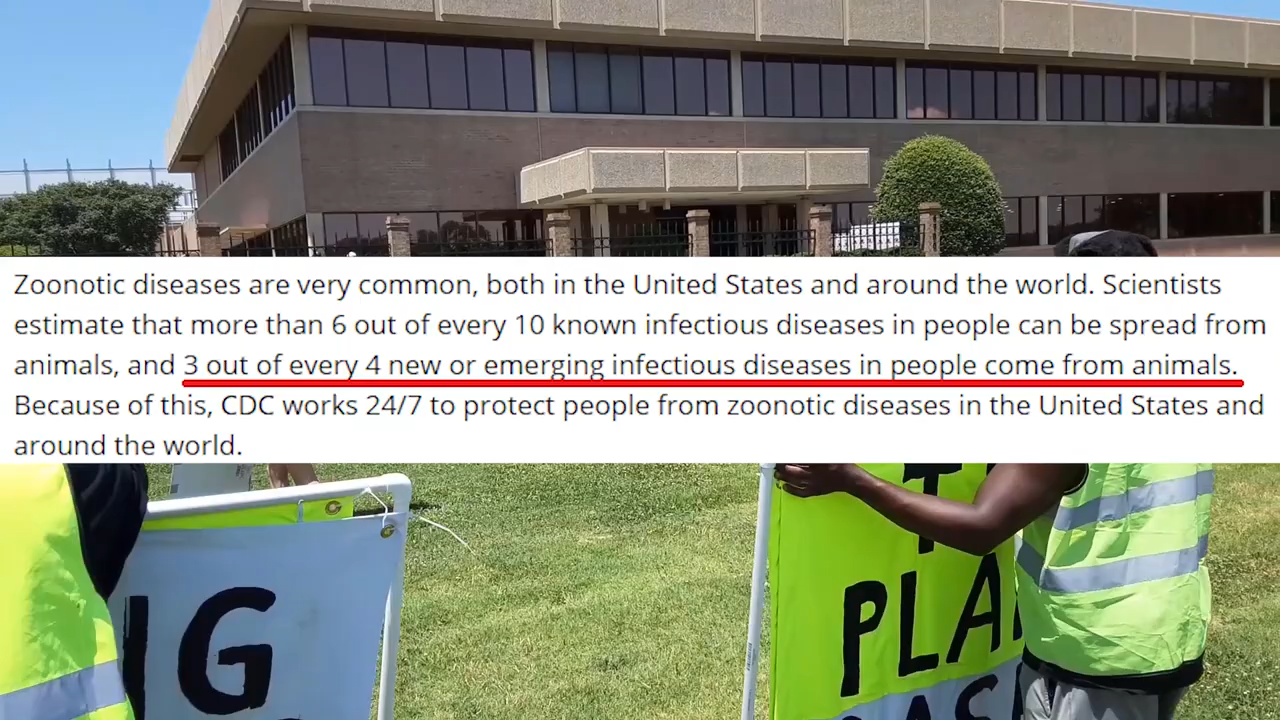 Zoonotic diseases are very common, both in the United States and around the world. Scientists
estimate that more than 6 out of every 10 known infectious diseases in people can be spread from
animals, and 3 out of every 4 new or emerging infectious diseases in people come from animals.
Because of this, CDC works 24/7 to protect people from zoonotic diseases in the United States and
around the world.
NG
T
PLA